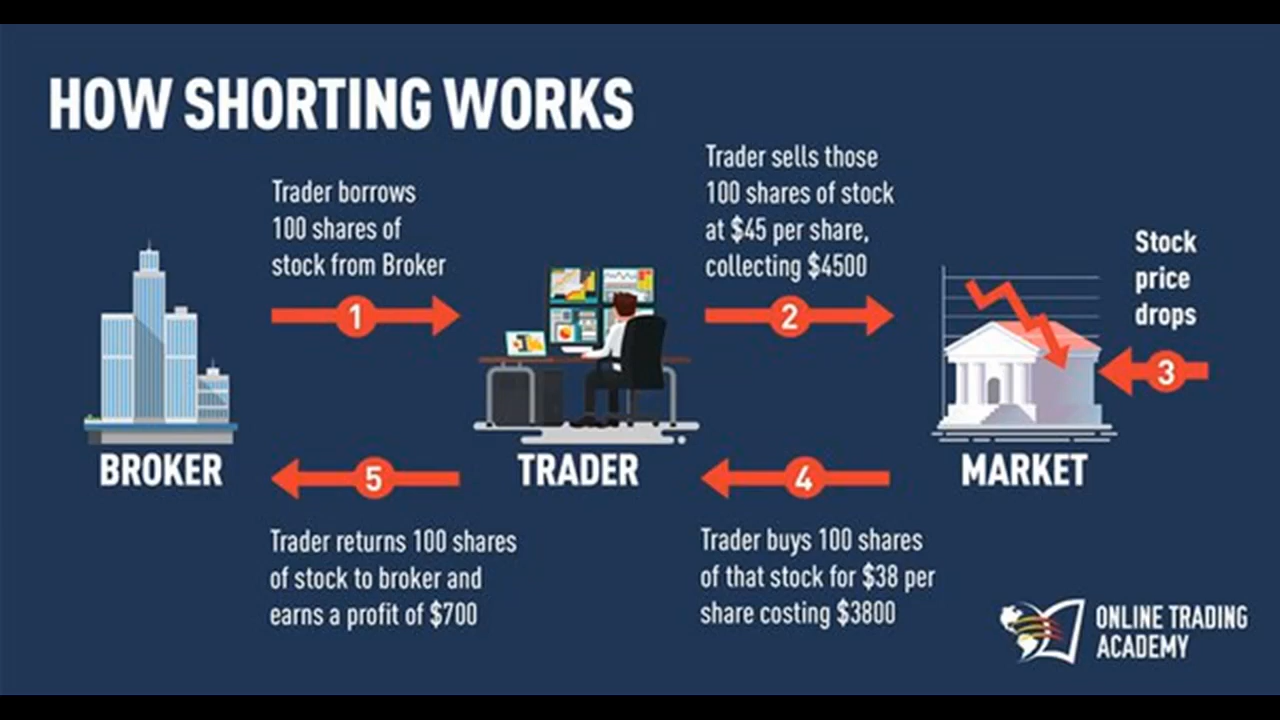 HOW SHORTING WORKS
Trader borrows
100 shares of
stock from Broker
1
Trader sells those
100 shares of stock
at $45 per share,
collecting $4500
2
Stock
price
drops
3
BROKER
TRADER
MARKET
5
Trader returns 100 shares
of stock to broker and
earns a profit of $700
4
Trader buys 100 shares
of that stock for $38 per
share costing $3800
ONLINE TRADING
ACADEMY